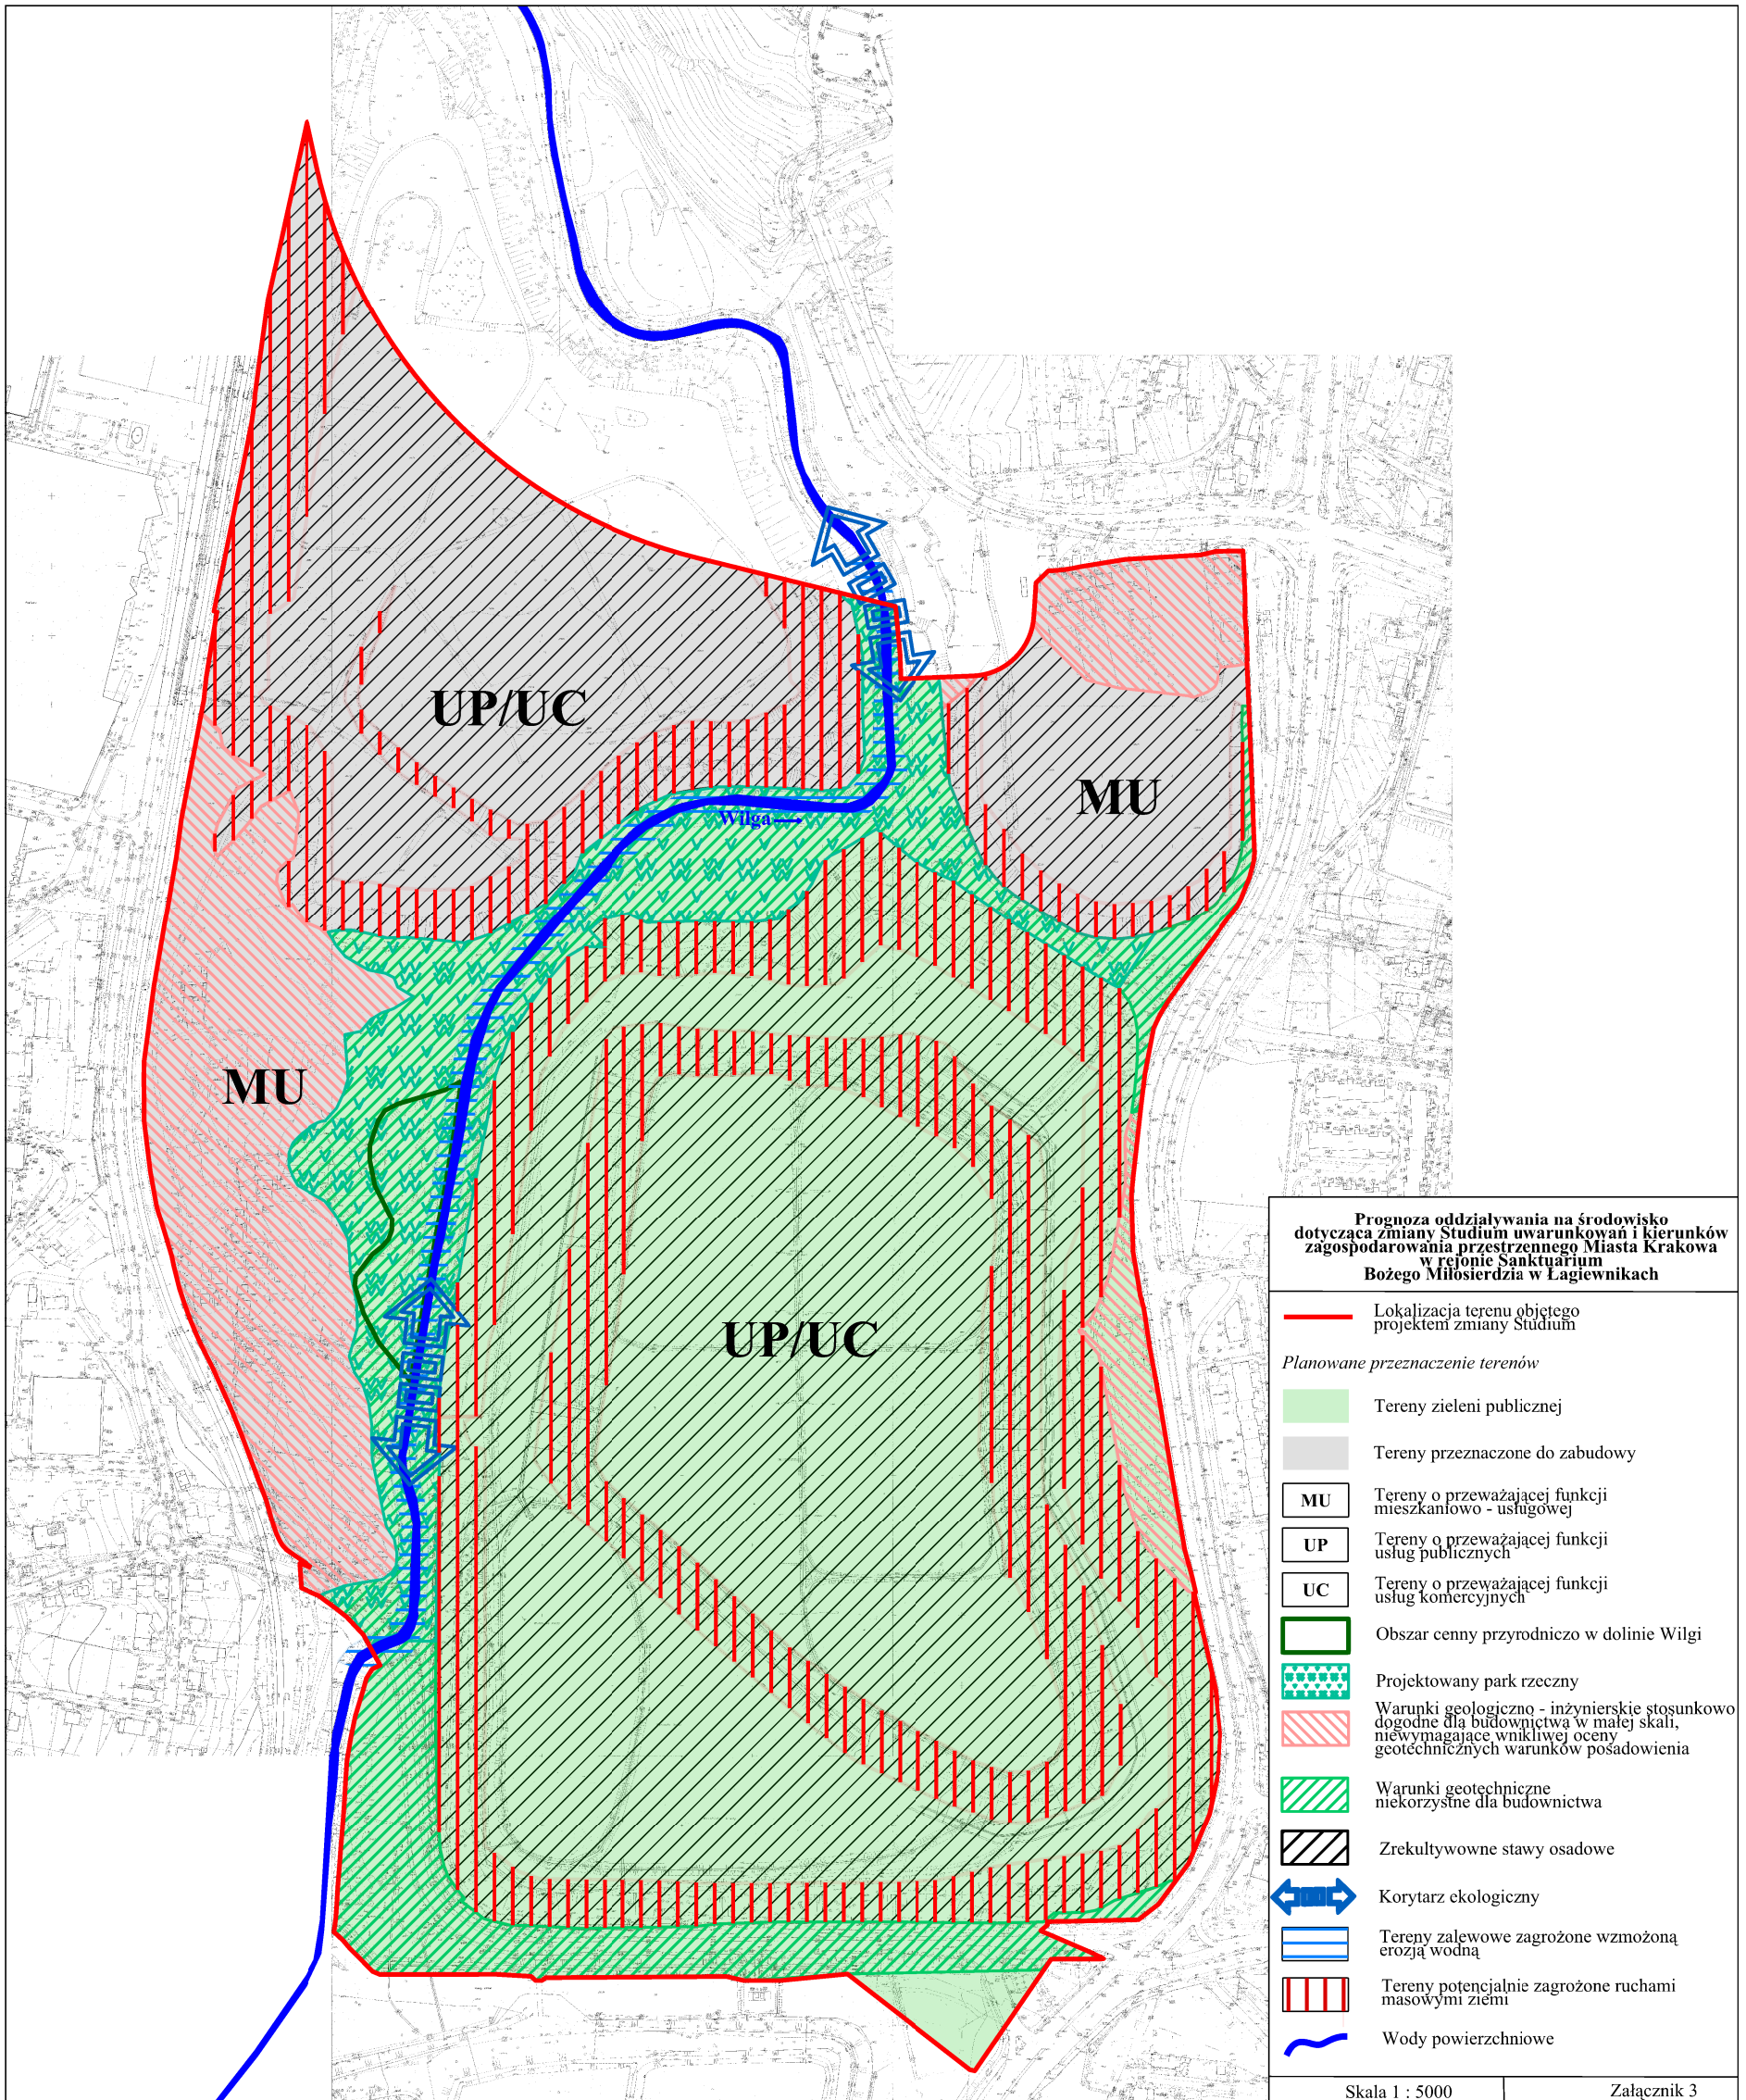 UP/UC
MU
Wilga
MU
UP/UC
Prognoza oddziaływania na środowisko
dotycząca zmiany Studium uwarunkowań i kierunków
zagospodarowania przestrzennego Miasta Krakowa
w rejonie Sanktuarium
Bożego Miłosierdzia w Łagiewnikach
Lokalizacja terenu objętego
projektem zmiany Studium
Planowane przeznaczenie terenów
Tereny zieleni publicznej
Tereny przeznaczone do zabudowy
MU Tereny o przeważającej funkcji
mieszkaniowo - usługowej
UP Tereny o przeważającej funkcji
usług publicznych
UC Tereny o przeważającej funkcji
usług komercyjnych
Obszar cenny przyrodniczo w dolinie Wilgi
Projektowany park rzeczny
Warunki geologiczno - inżynierskie stosunkowo
dogodne dla budownictwa w małej skali,
niewymagające wnikliwej oceny
geotechnicznych warunków posadowienia
Warunki geotechniczne
niekorzystne dla budownictwa
Zrekultywowne stawy osadowe
Korytarz ekologiczny
Tereny zalewowe zagrożone wzmożoną
erozją wodną
Tereny potencjalnie zagrożone ruchami
masowymi ziemi
Wody powierzchniowe
Skala 1 : 5000
Załącznik 3